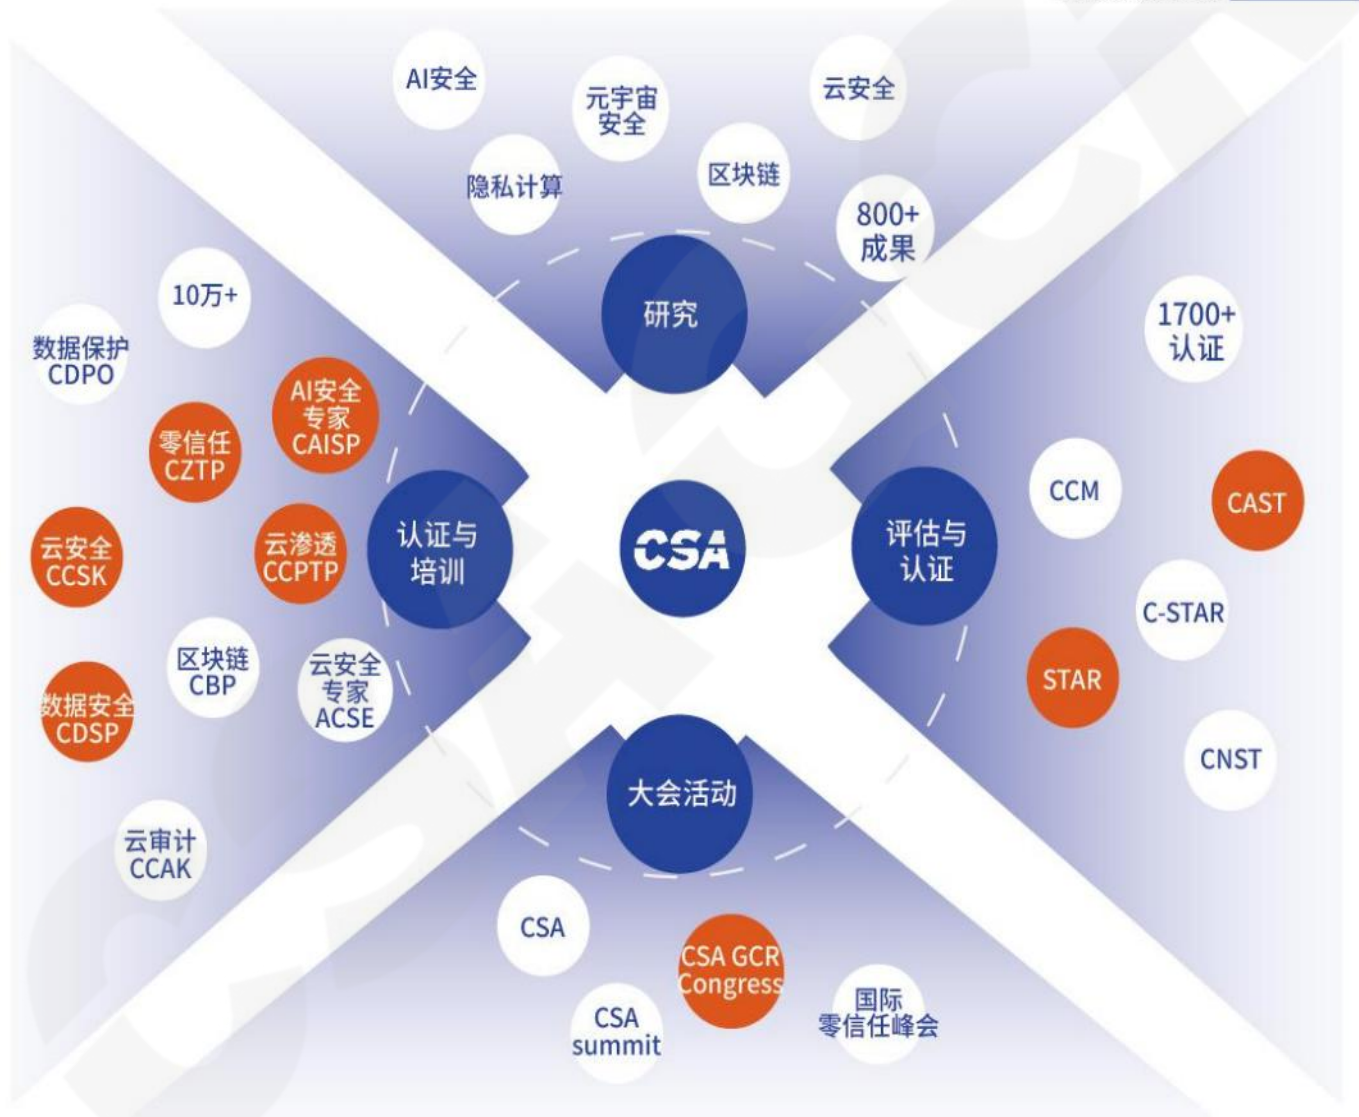 AI安全
元宇宙
安全
云安全
隐私计算
区块链
800+
成果
研究
10万+
数据保护
CDPO
AI安全
专家
CAISP
零信任
CZTP
云安全
CCSK
云渗透
CCPTP
认证与
培训
区块链
CBP
云安全
专家
ACSE
数据安全
CDSP
云审计
CCAK
CSA
评估与
认证
1700+
认证
CCM
CAST
C-STAR
STAR
CNST
大会活动
CSA
CSA GCR
Congress
CSA
summit
国际
零信任峰会